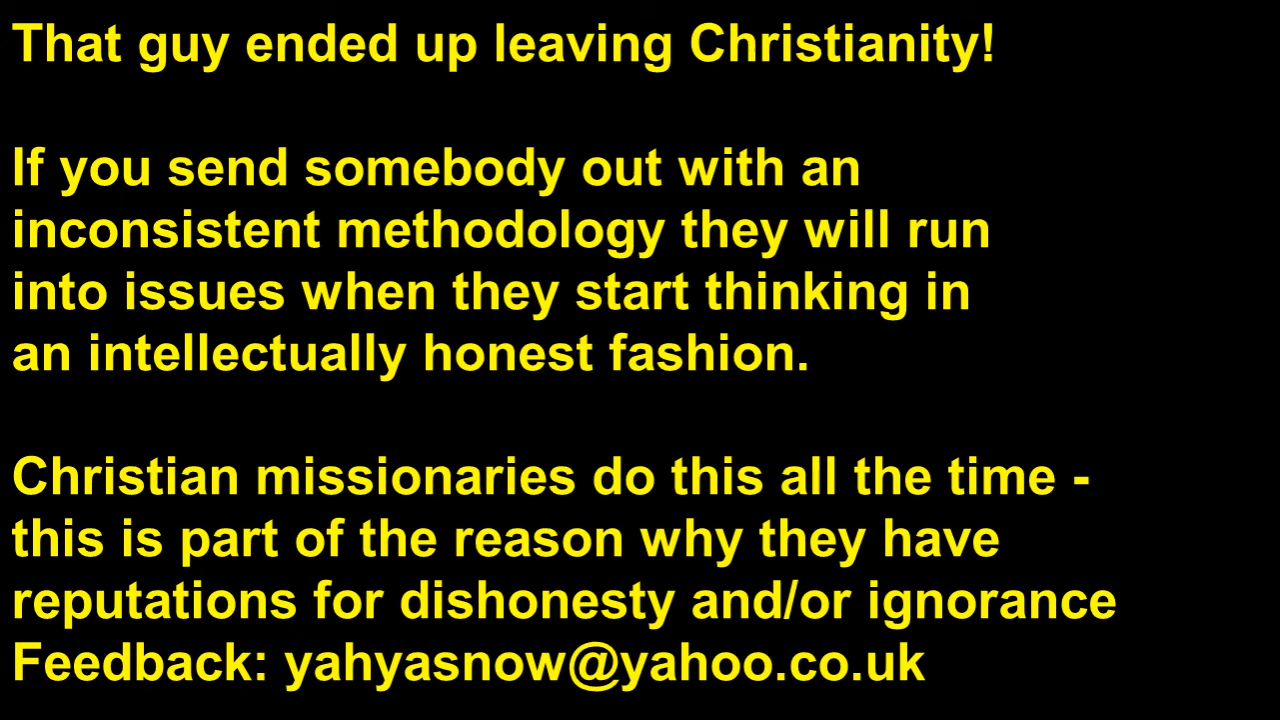 That guy ended up leaving Christianity!
If you send somebody out with an
inconsistent methodology they will run
into issues when they start thinking in
an intellectually honest fashion.
Christian missionaries do this all the time -
this is part of the reason why they have
reputations for dishonesty and/or ignorance
Feedback: yahyasnow@yahoo.co.uk